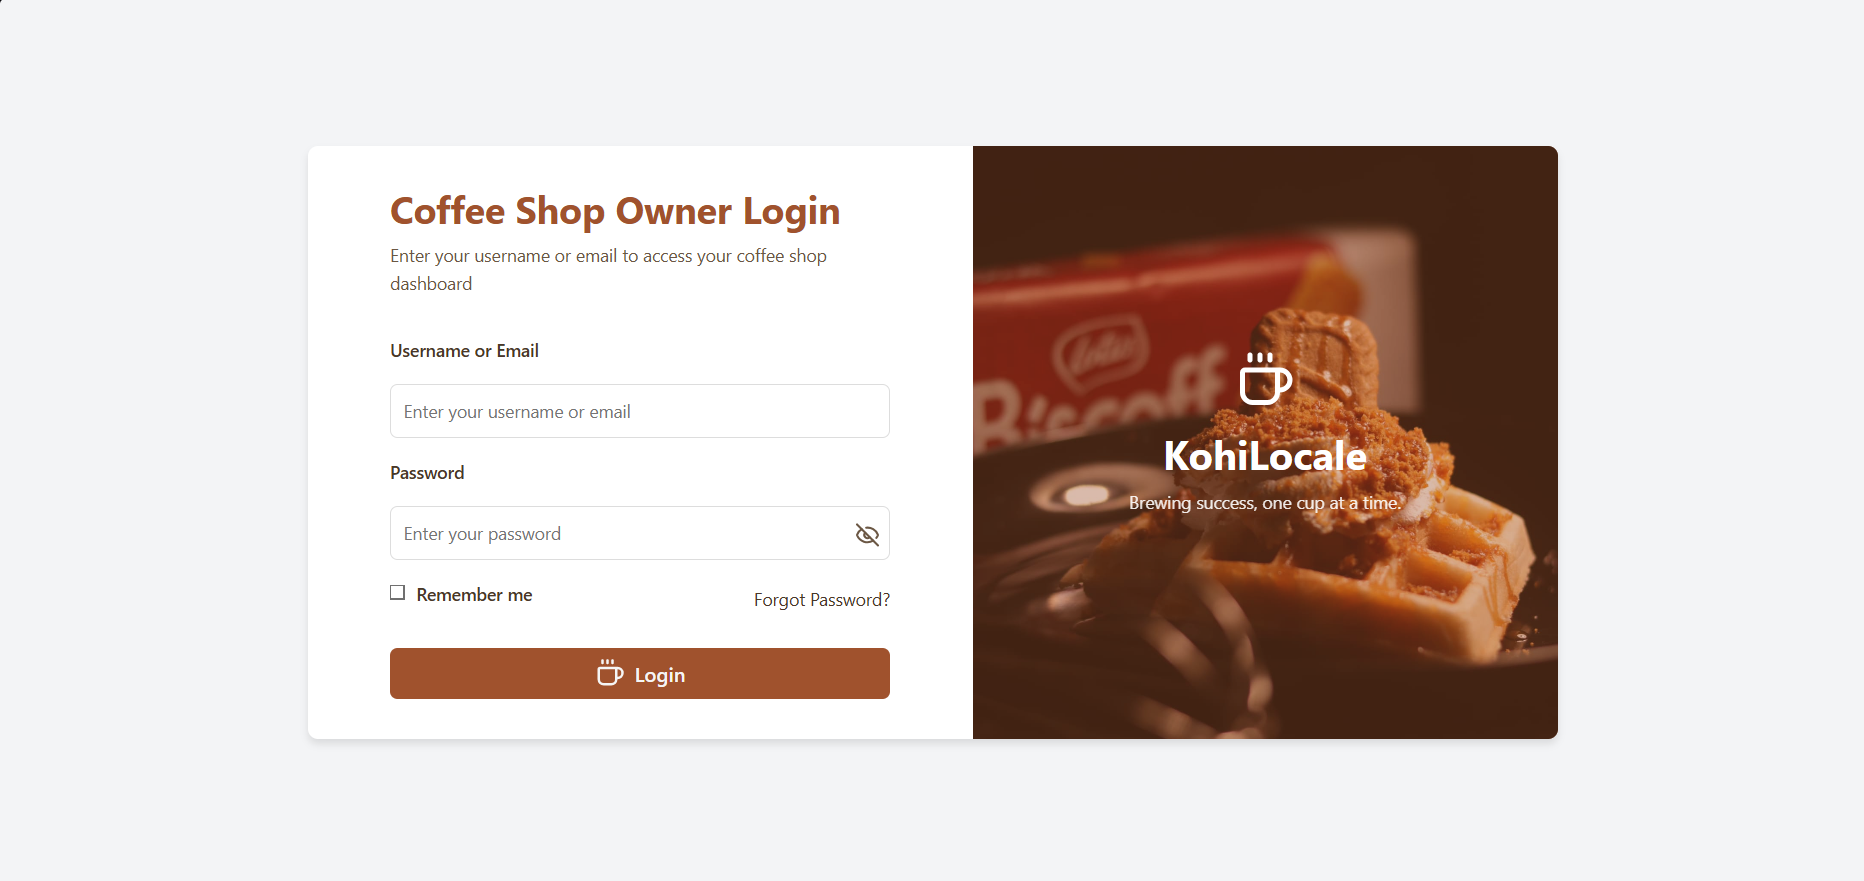 Coffee Shop Owner Login
Enter your username or email to access your coffee shop
dashboard
Username or Email
Enter your username or email
Password
Enter your password
Remember me
Forgot Password?
Login
Lotus
Biscoff
KohiLocale
Brewing success, one cup at a time.